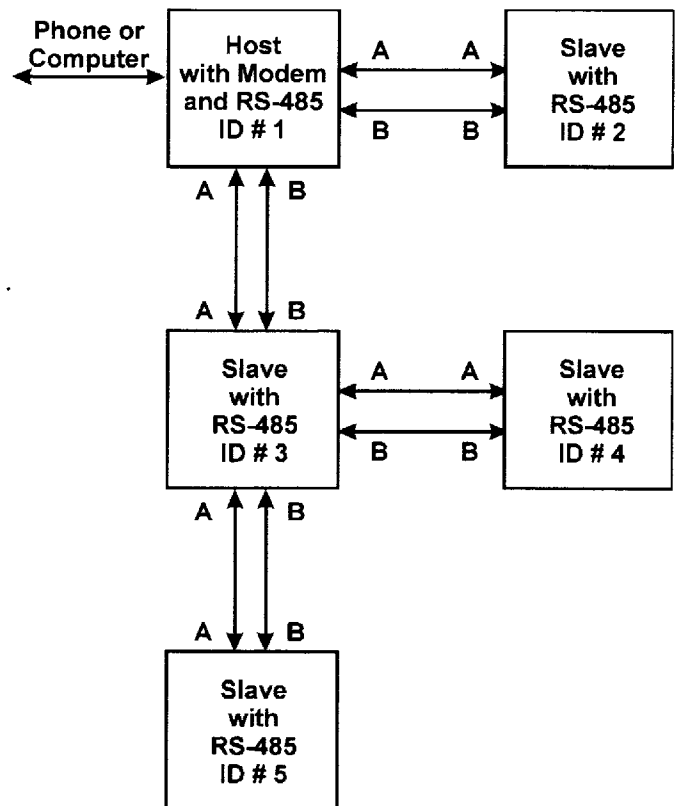 Phone or
Computer
Host
with Modem
and RS-485
ID # 1
A A
B B
Slave
with
RS-485
ID # 2
A B
A B
Slave
with
RS-485
ID # 3
A A
B B
Slave
with
RS-485
ID # 4
A B
A B
Slave
with
RS-485
ID # 5